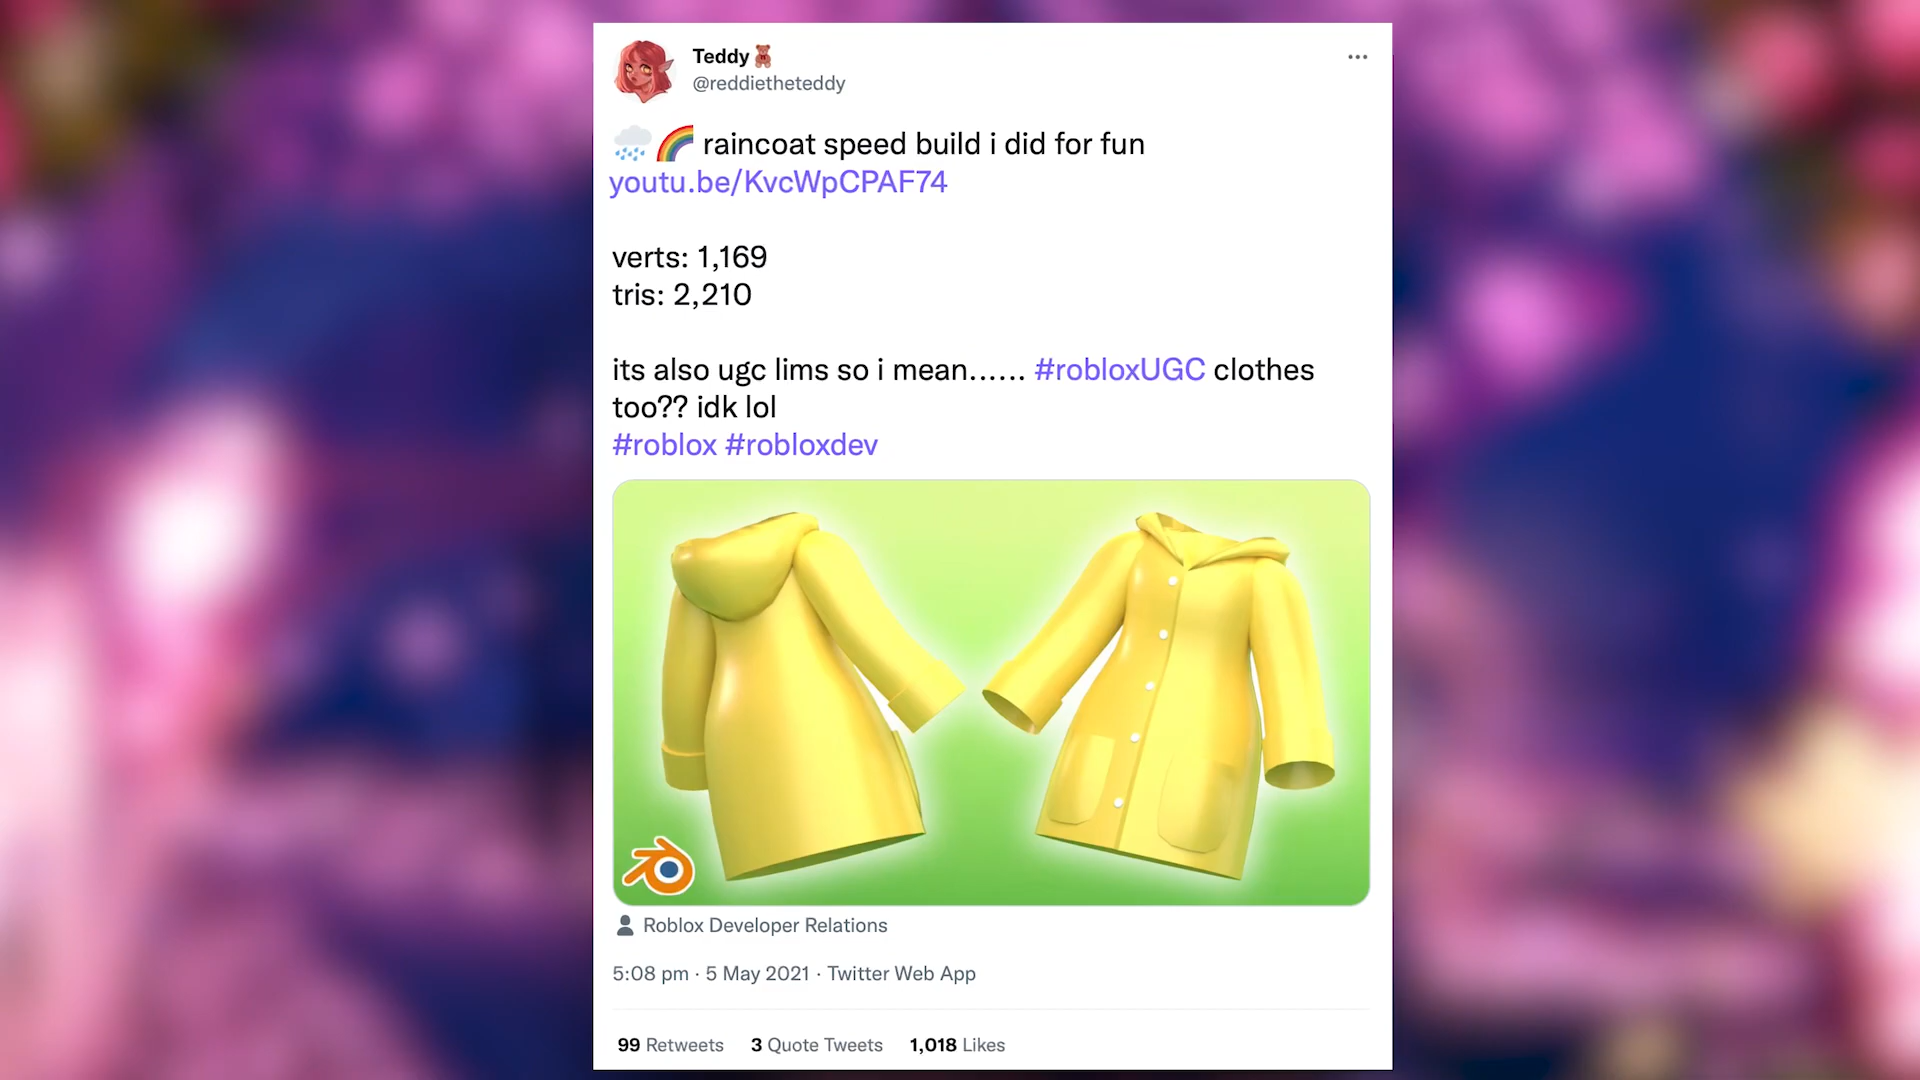 Teddy🧸
@reddietheteddy
🌧️🌈 raincoat speed build i did for fun
youtu.be/KvcWpCPAF74
verts: 1,169
tris: 2,210
its also ugc lims so i mean...... #robloxUGC clothes
too?? idk lol
#roblox #robloxdev
Roblox Developer Relations
5:08 pm · 5 May 2021 · Twitter Web App
99 Retweets 3 Quote Tweets 1,018 Likes